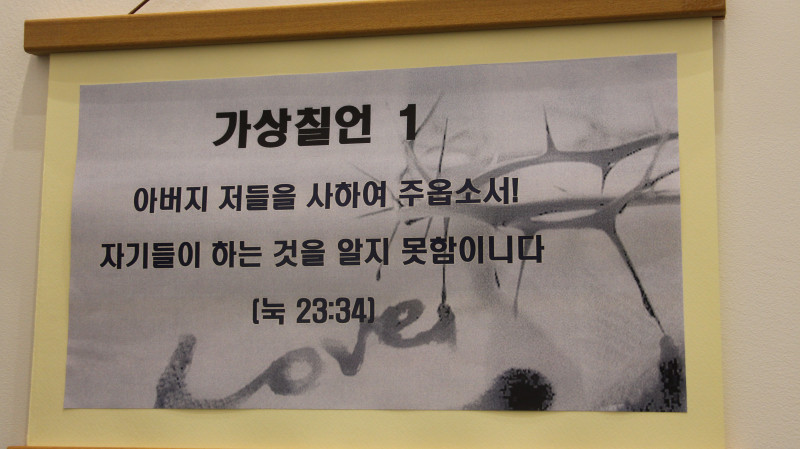 가상칠언 1
아버지 저들을 사하여 주옵소서!
자기들이 하는 것을 알지 못함이니다
(눅 23:34)
Love